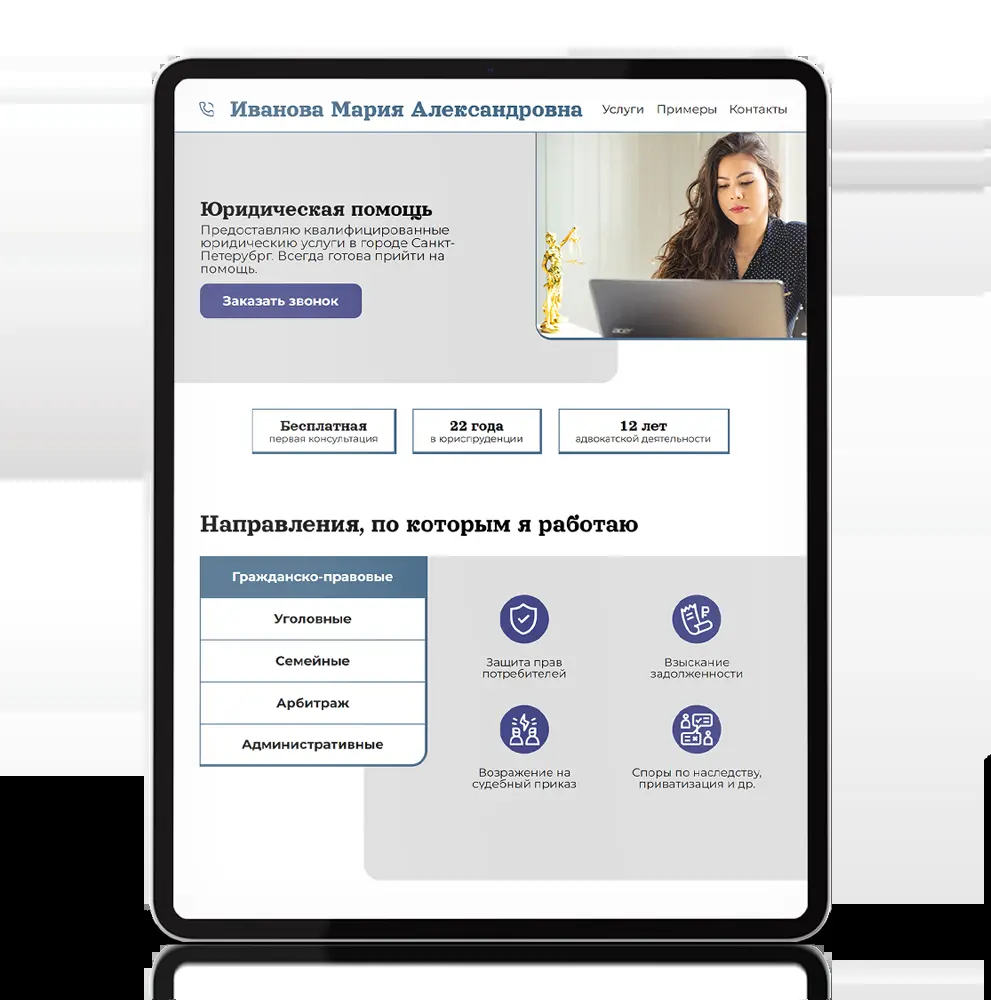 Иванова Мария Александровна
Услуги Примеры Контакты
Юридическая помощь
Предоставляю квалифицированные
юридическию услуги в городе Санкт-
Петерубрг. Всегда готова прийти на
помощь.
Заказать звонок
acer
Бесплатная
первая консультация
22 года
в юриспруденции
12 лет
адвокатской деятельности
Направления, по которым я работаю
Гражданско-правовые
Уголовные
Семейные
Арбитраж
Административные
Защита прав
потребителей
Взыскание
задолженности
Возражение на
судебный приказ
Споры по наследству,
приватизация и др.